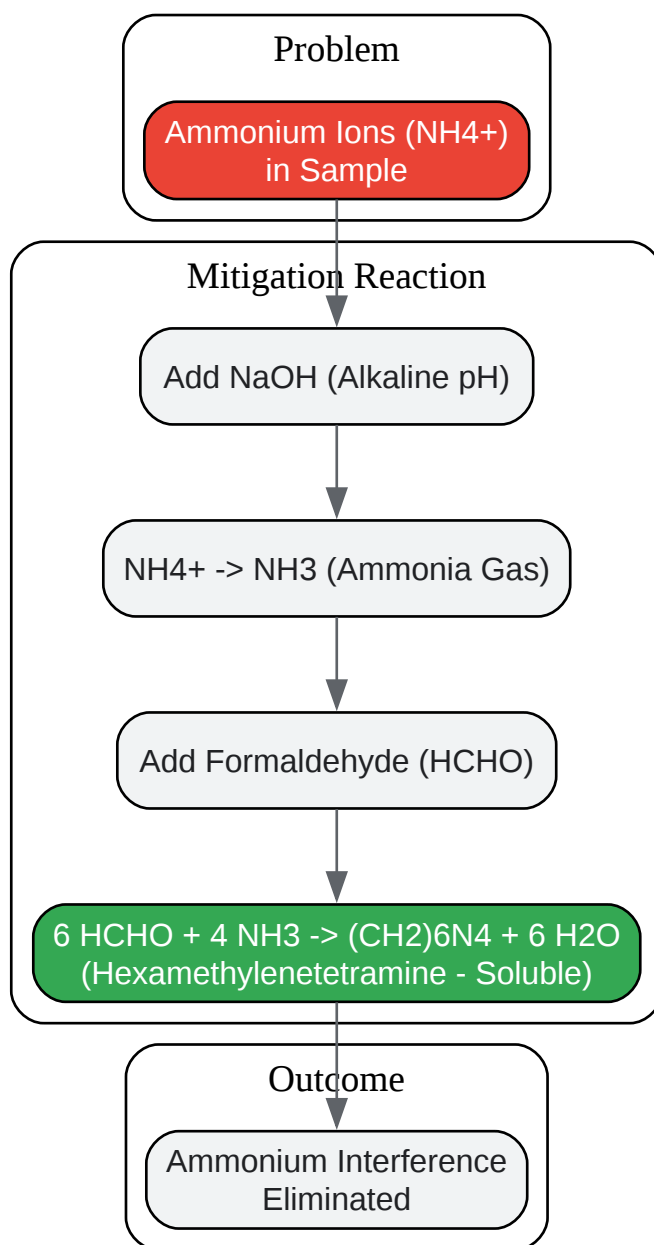 Problem
Ammonium Ions (NH4+)
in Sample
Mitigation Reaction
Add NaOH (Alkaline pH)
NH4+ -> NH3 (Ammonia Gas)
Add Formaldehyde (HCHO)
6 HCHO + 4 NH3 -> (CH2)6N4 + 6 H2O
(Hexamethylenetetramine - Soluble)
Outcome
Ammonium Interference
Eliminated